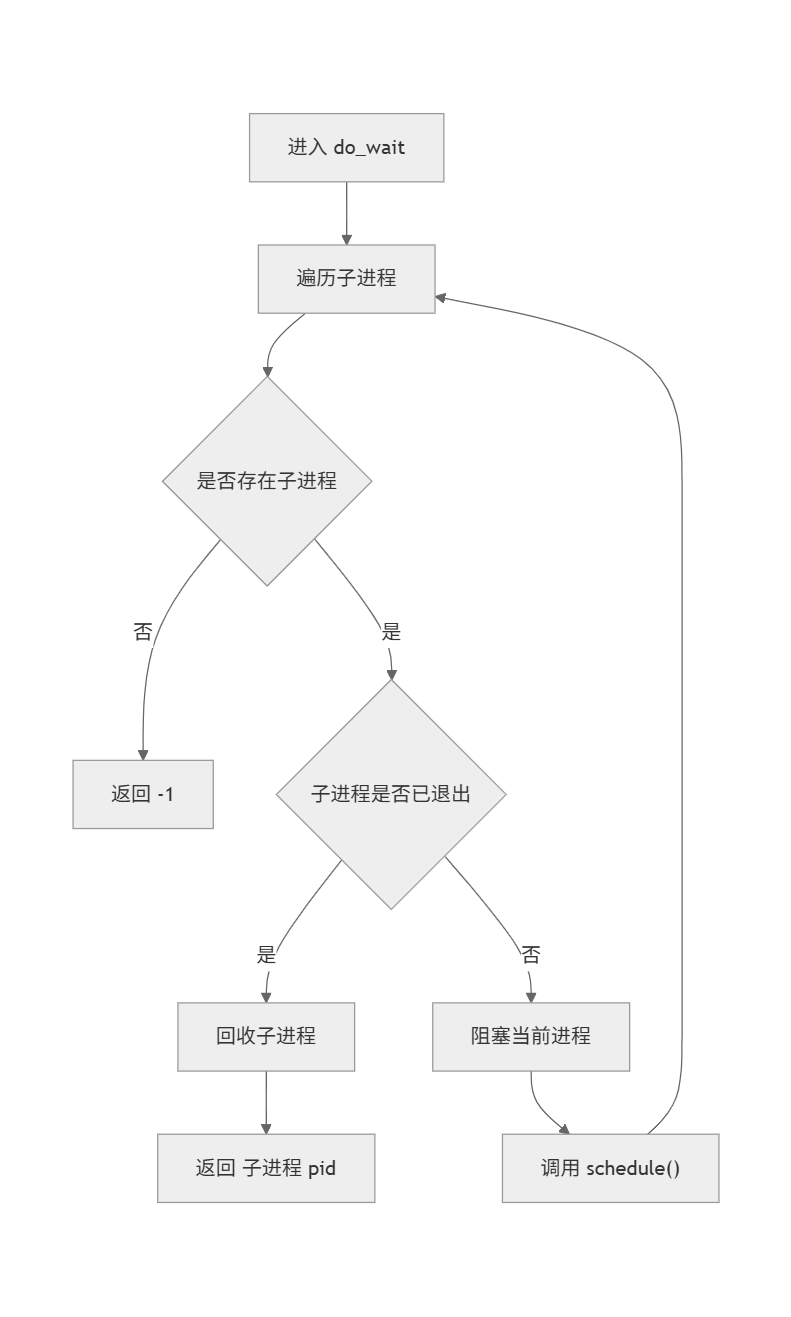 进入 do_wait
遍历子进程
是否存在子进程
否
是
返回 -1
子进程是否已退出
是
否
回收子进程
阻塞当前进程
返回 子进程 pid
调用 schedule()